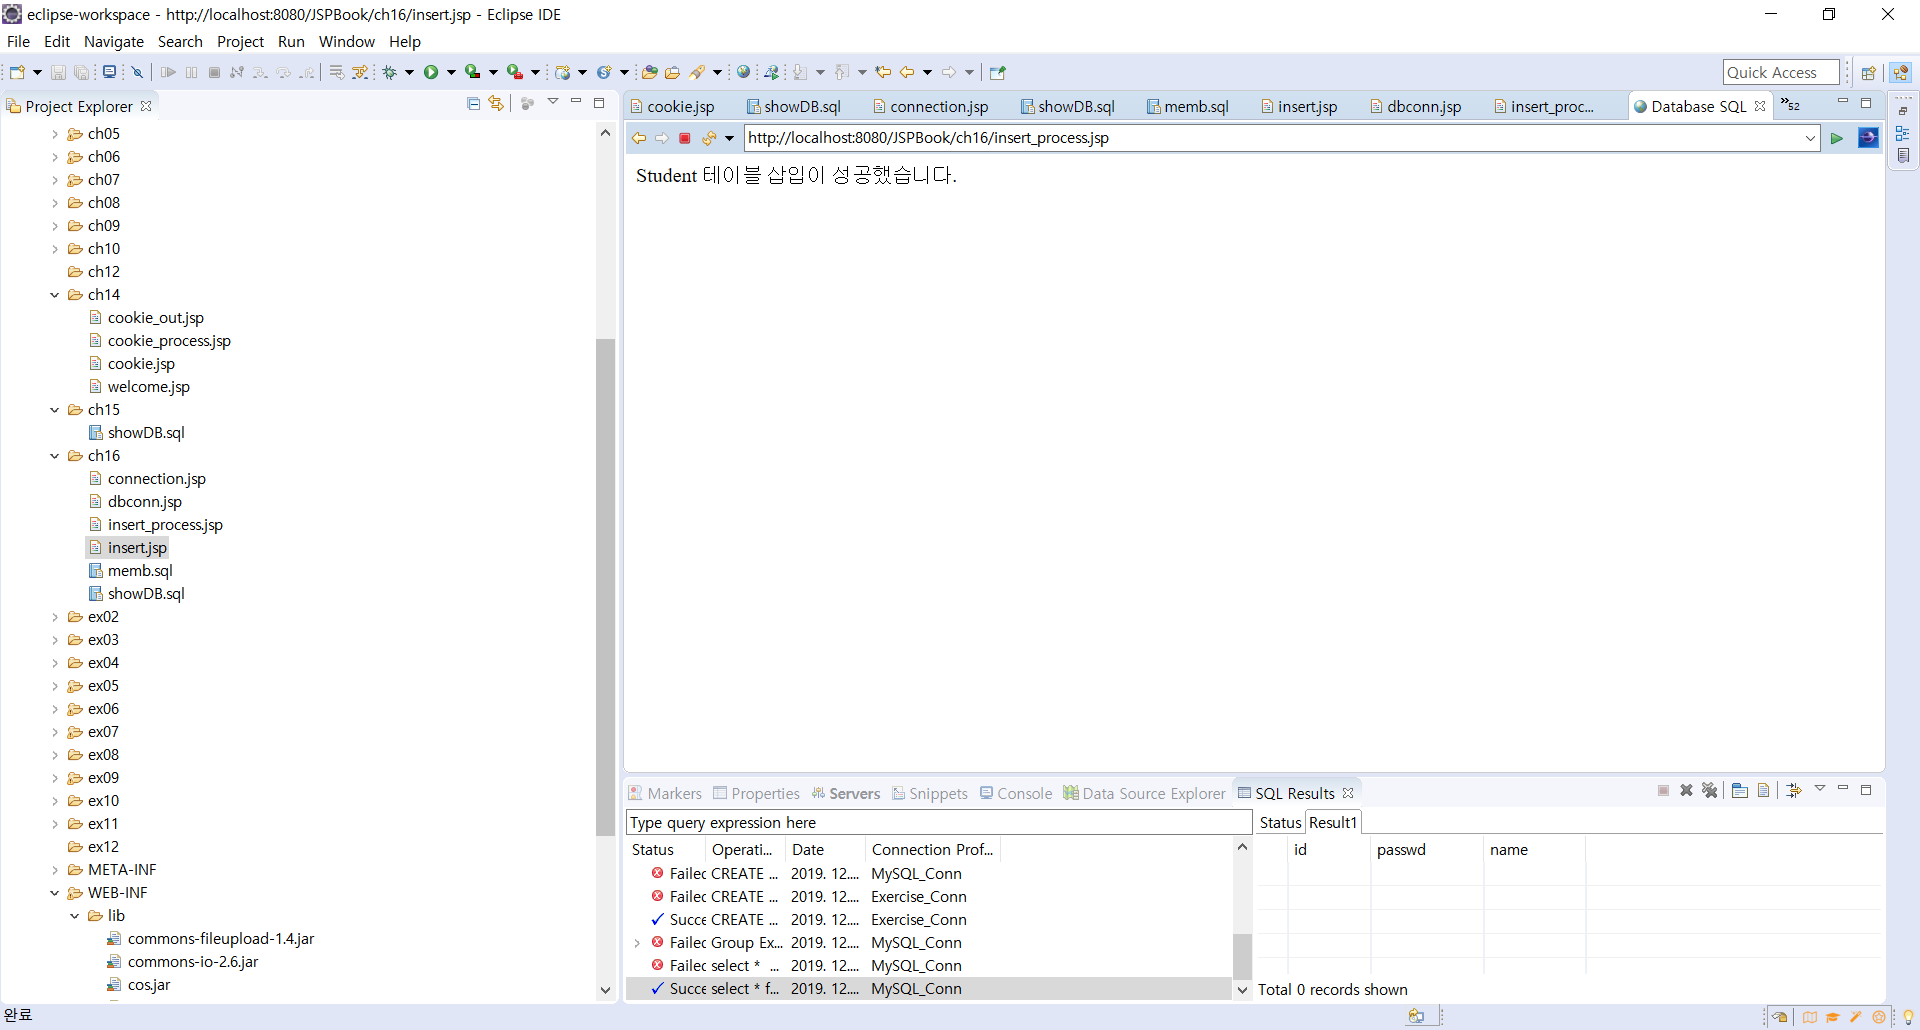 eclipse-workspace - http://localhost:8080/JSPBook/ch16/insert.jsp - Eclipse IDE
File Edit Navigate Search Project Run Window Help
Quick Access
Project Explorer
ch05
ch06
ch07
ch08
ch09
ch10
ch12
ch14
cookie_out.jsp
cookie_process.jsp
cookie.jsp
welcome.jsp
ch15
showDB.sql
ch16
connection.jsp
dbconn.jsp
insert_process.jsp
insert.jsp
memb.sql
showDB.sql
ex02
ex03
ex04
ex05
ex06
ex07
ex08
ex09
ex10
ex11
ex12
META-INF
WEB-INF
lib
commons-fileupload-1.4.jar
commons-io-2.6.jar
cos.jar
cookie.jsp showDB.sql connection.jsp showDB.sql memb.sql insert.jsp dbconn.jsp insert_proc... Database SQL »52
http://localhost:8080/JSPBook/ch16/insert_process.jsp
Student 테이블 삽입이 성공했습니다.
Markers Properties Servers Snippets Console Data Source Explorer SQL Results
Type query expression here
Status Operati... Date Connection Prof...
Failec CREATE ... 2019. 12.... MySQL_Conn
Failec CREATE ... 2019. 12.... Exercise_Conn
Succe CREATE ... 2019. 12.... Exercise_Conn
Failec Group Ex... 2019. 12.... MySQL_Conn
Failec select * ... 2019. 12.... MySQL_Conn
Succe select * f... 2019. 12.... MySQL_Conn
Status Result1
id passwd name
Total 0 records shown
완료